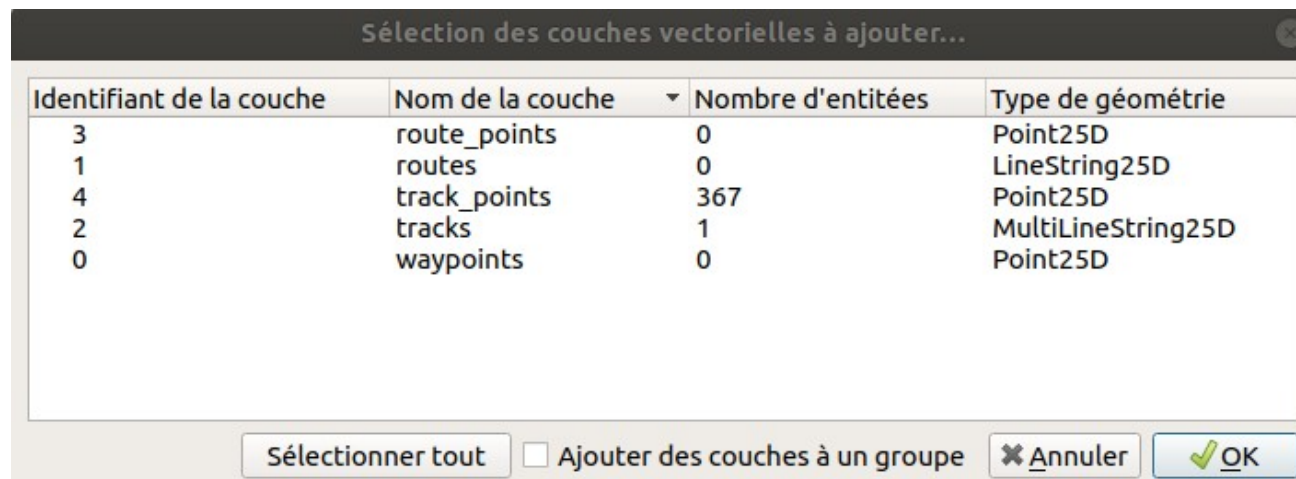 Sélection des couches vectorielles à ajouter...
Identifiant de la couche Nom de la couche Nombre d'entitées Type de géométrie
3 route_points 0 Point25D
1 routes 0 LineString25D
4 track_points 367 Point25D
2 tracks 1 MultiLineString25D
0 waypoints 0 Point25D
Sélectionner tout Ajouter des couches à un groupe Annuler OK